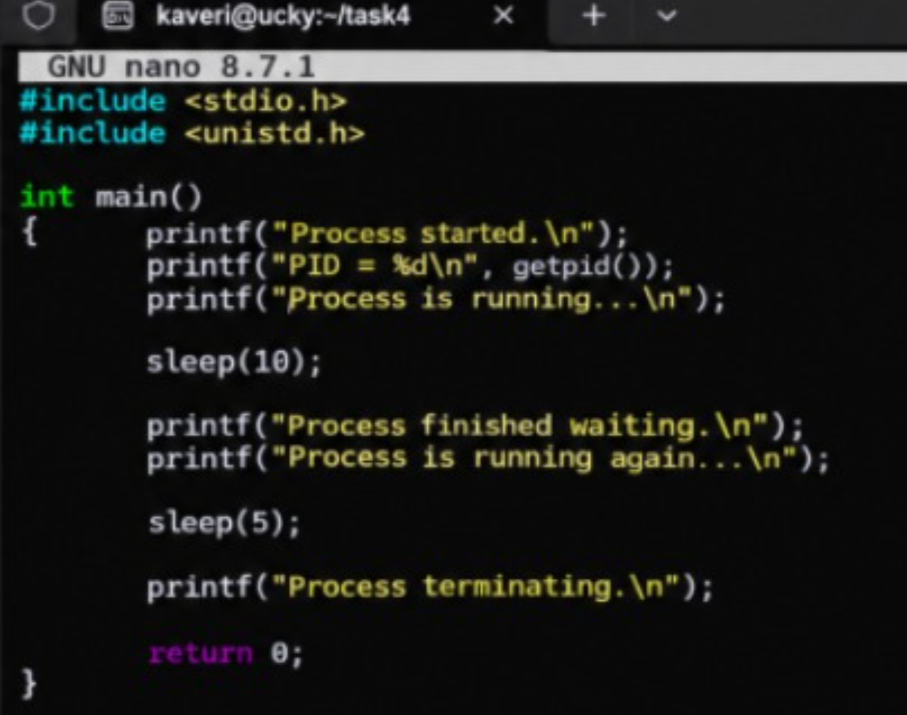 kaveri@ucky:~/task4
GNU nano 8.7.1
#include <stdio.h>
#include <unistd.h>
int main()
{       printf("Process started.\n");
        printf("PID = %d\n", getpid());
        printf("Process is running...\n");
        sleep(10);
        printf("Process finished waiting.\n");
        printf("Process is running again...\n");
        sleep(5);
        printf("Process terminating.\n");
        return 0;
}